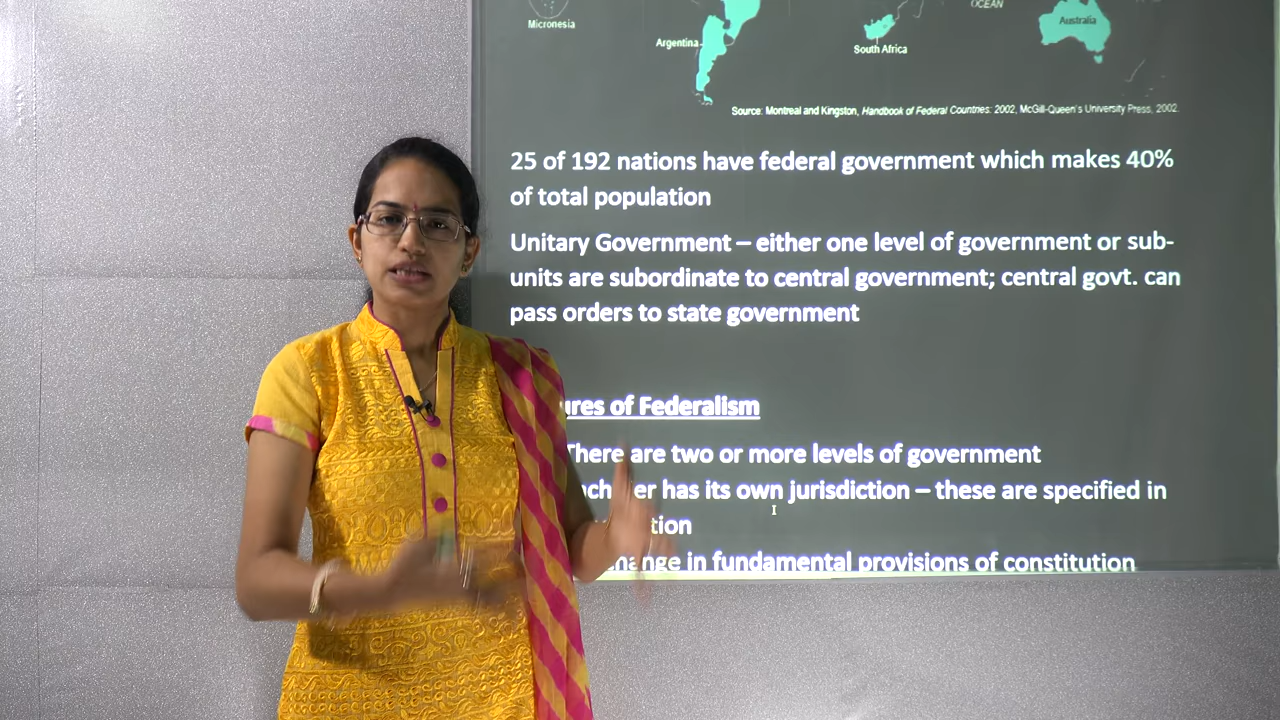 Micronesia
Argentina
South Africa
OCEAN
Australia
Source: Montreal and Kingston, Handbook of Federal Countries: 2002, McGill-Queen's University Press, 2002.
25 of 192 nations have federal government which makes 40%
of total population
Unitary Government – either one level of government or sub-
units are subordinate to central government; central govt. can
pass orders to state government
ures of Federalism
There are two or more levels of government
er has its own jurisdiction – these are specified in
tion
in fundamental provisions of constitution